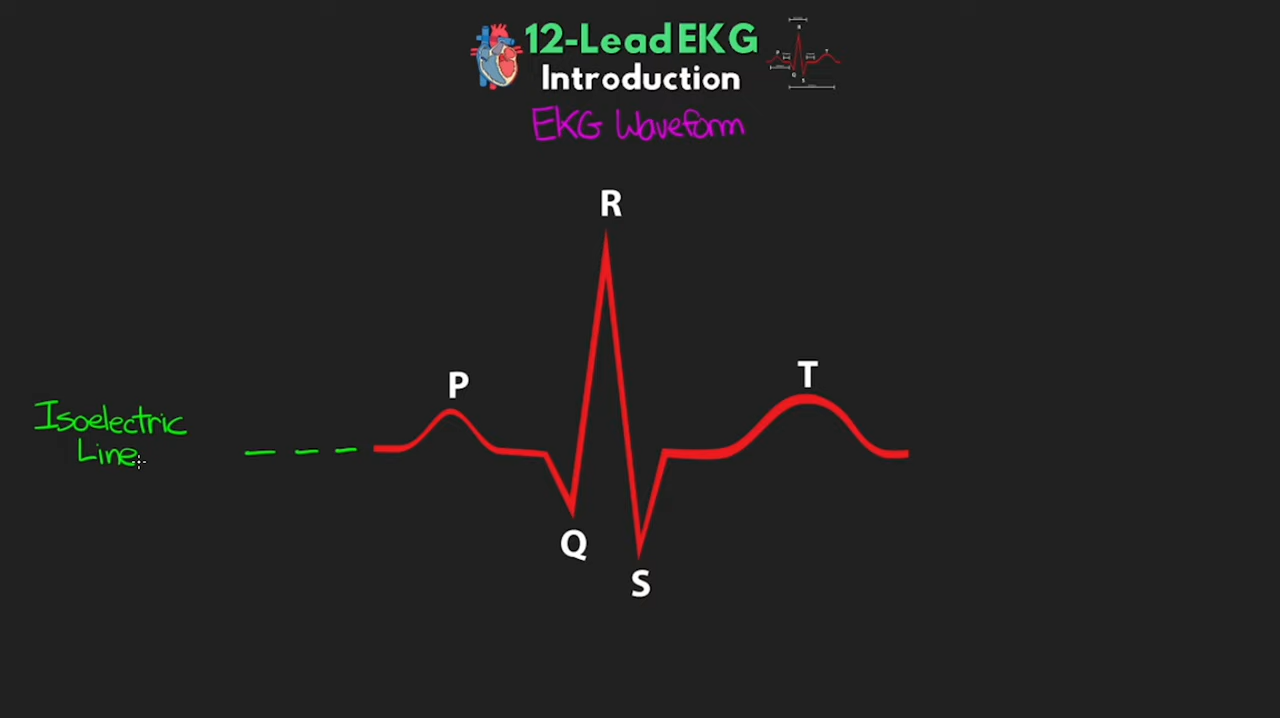 12-Lead EKG
Introduction
EKG Waveform
R
P
T
Isoelectric
Line
Q
S